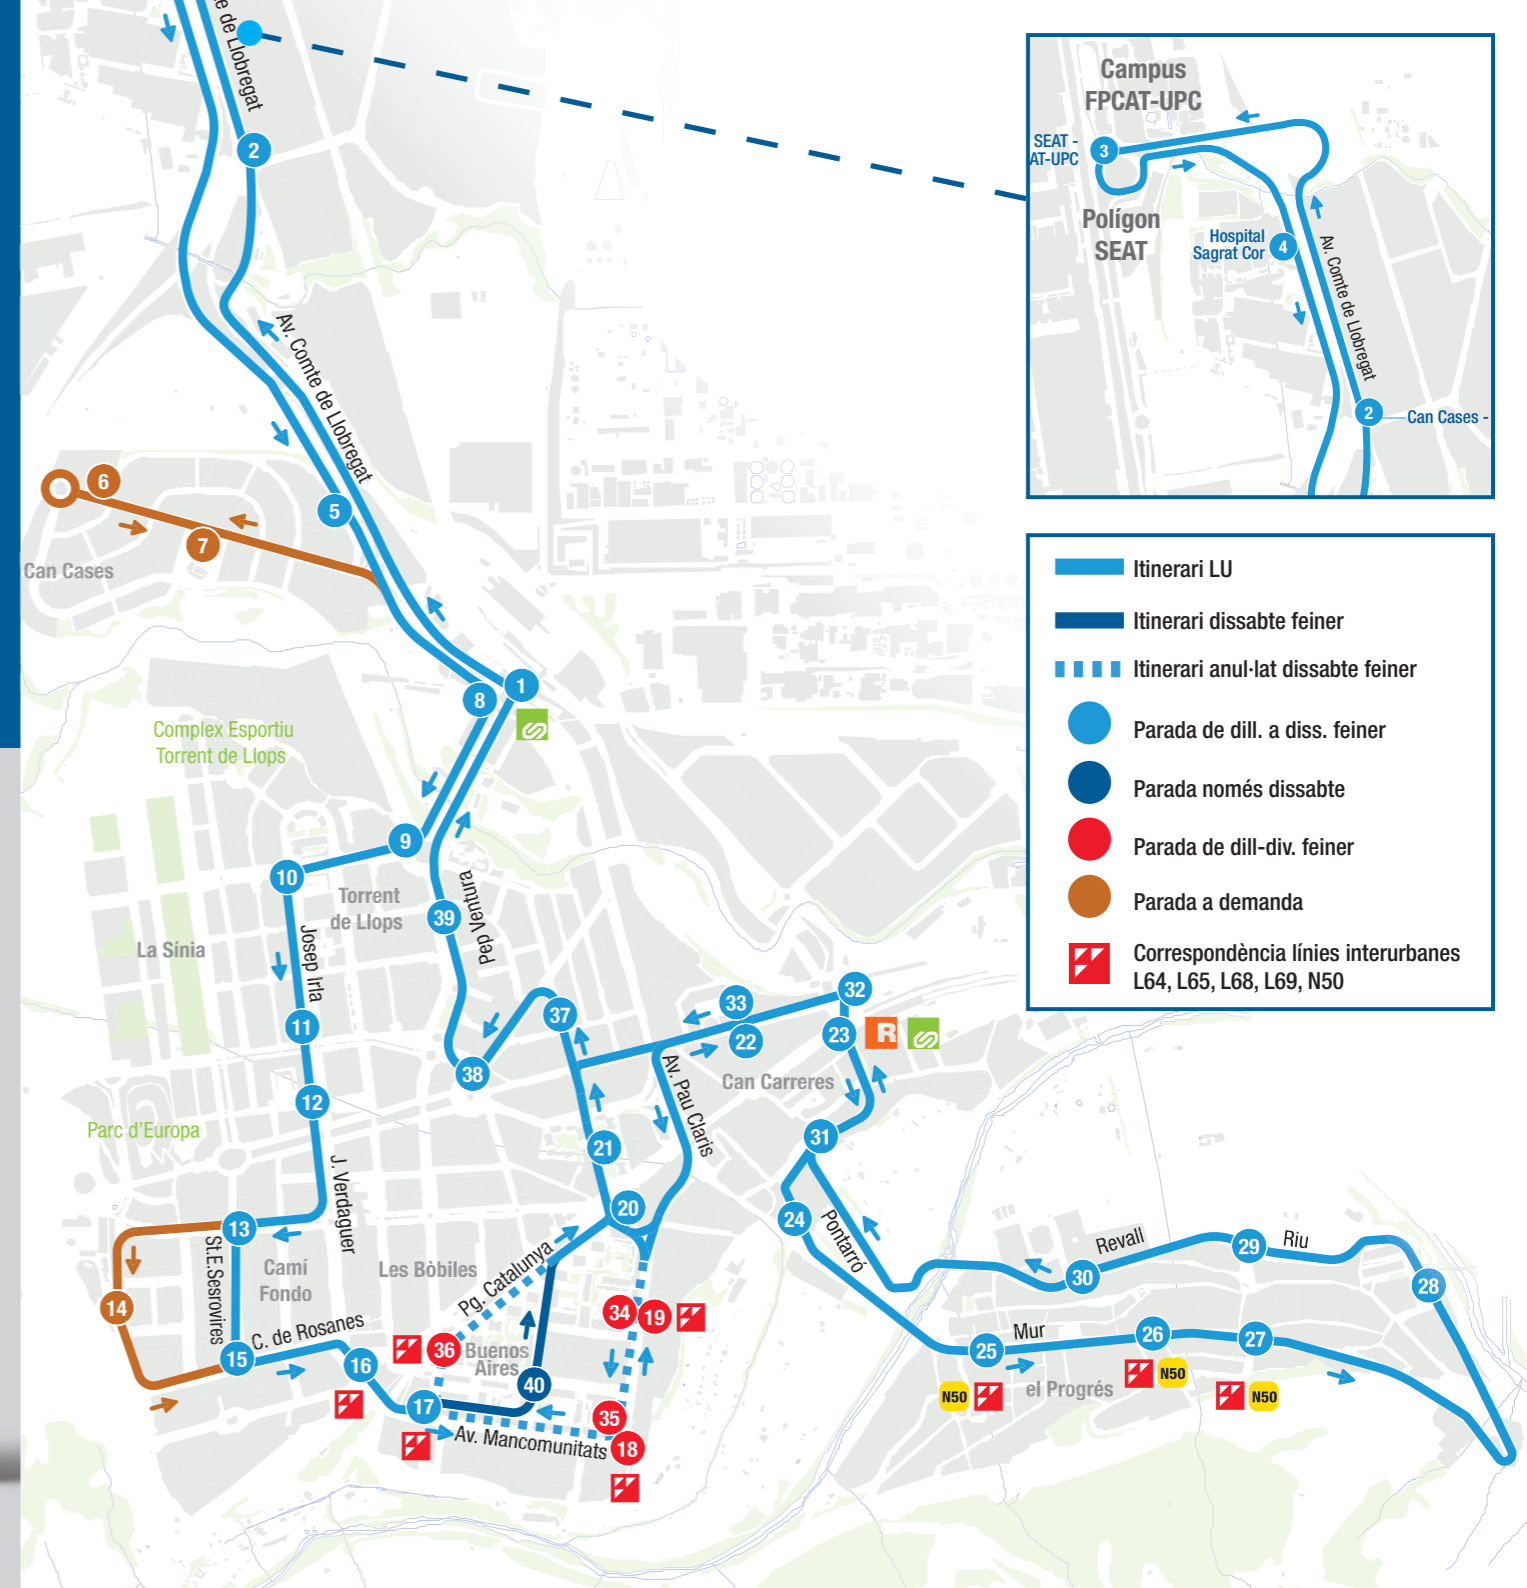 de Llobregat
2
Av. Comte de Llobregat
6
7
5
Can Cases
8
1
Complex Esportiu
Torrent de Llops
9
10
Torrent
de Llops
39
Pep Ventura
La Sínia
Josep Irla
11
12
Parc d'Europa
J. Verdaguer
37
38
33
32
22
23
R
Can Carreres
Av. Pau Claris
31
21
20
24
Pontarró
13
St.E.Sesrovires
Camí
Fondo
14
15
C. de Rosanes
16
Les Bòbiles
Pg. Catalunya
36
Buenos
Aires
40
17
Av. Mancomunitats
34
19
35
18
Revall
29
Riu
30
28
25
Mur
26
27
N50
el Progrés
N50
N50
Campus
FPCAT-UPC
SEAT -
AT-UPC
3
Polígon
SEAT
Hospital
Sagrat Cor
4
Av. Comte de Llobregat
2
Can Cases -
Itinerari LU
Itinerari dissabte feiner
Itinerari anul·lat dissabte feiner
Parada de dill. a diss. feiner
Parada només dissabte
Parada de dill-div. feiner
Parada a demanda
Correspondència línies interurbanes
L64, L65, L68, L69, N50